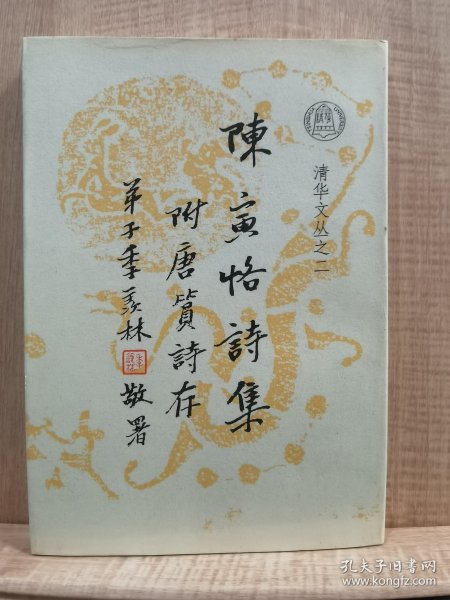 清华文丛之二
陳寅恪詩集
附唐篔詩存
弟子季羡林
敬署
孔夫子旧书网
www.kongfz.com